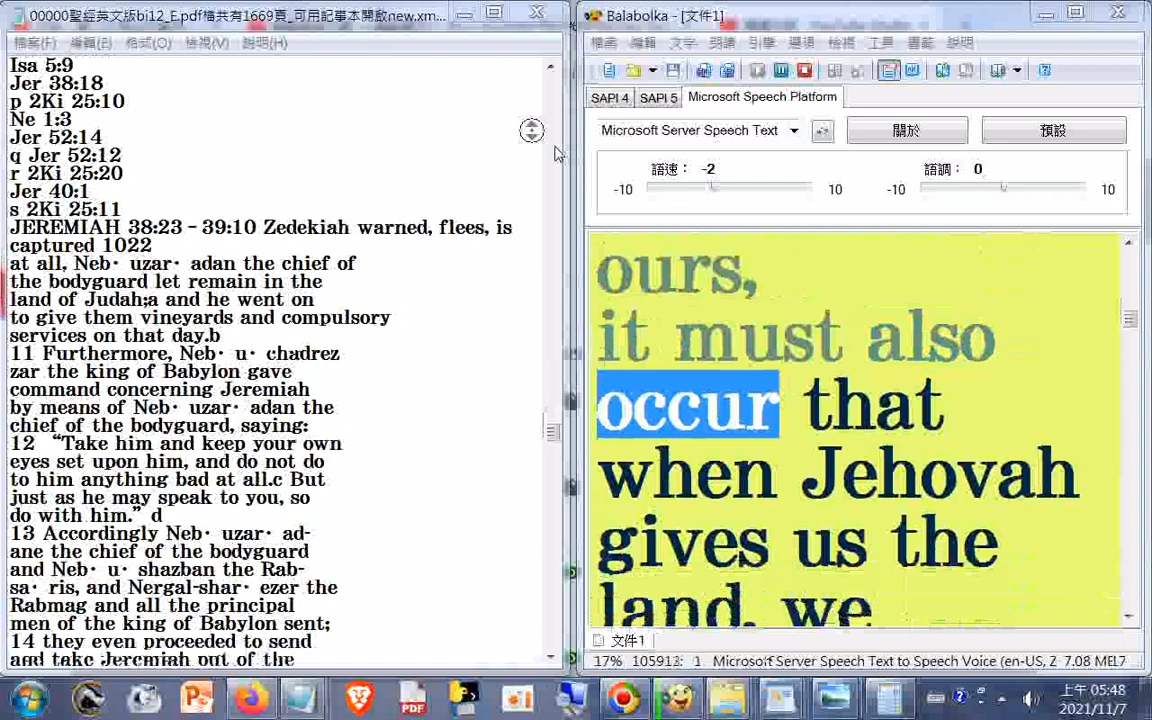 00000聖經英文版bi12_E.pdf檔共有1669頁_可用記事本開啟new.xm...
檔案(F) 編輯(E) 格式(O) 檢視(V) 說明(H)
Isa 5:9
Jer 38:18
p 2Ki 25:10
Ne 1:3
Jer 52:14
q Jer 52:12
r 2Ki 25:20
Jer 40:1
s 2Ki 25:11
JEREMIAH 38:23–39:10 Zedekiah warned, flees, is
captured 1022
at all, Neb·uzar·adan the chief of
the bodyguard let remain in the
land of Judah;a and he went on
to give them vineyards and compulsory
services on that day.b
11 Furthermore, Neb·u·chadrez
zar the king of Babylon gave
command concerning Jeremiah
by means of Neb·uzar·adan the
chief of the bodyguard, saying:
12 “Take him and keep your own
eyes set upon him, and do not do
to him anything bad at all.c But
just as he may speak to you, so
do with him.” d
13 Accordingly Neb·uzar·ad-
ane the chief of the bodyguard
and Neb·u·shazban the Rab-
sa·ris, and Nergal-shar·ezer the
Rabmag and all the principal
men of the king of Babylon sent;
14 they even proceeded to send
and take Jeremiah out of the
Balabolka - [文件1]
檔案 編輯 文字 朗讀 引擎 選項 檢視 工具 書籤 說明
SAPI 4 SAPI 5 Microsoft Speech Platform
Microsoft Server Speech Text 關於 預設
語速： -2 語調： 0
-10 10 -10 10
ours,
it must also
occur that
when Jehovah
gives us the
land, we
文件1
17% 105913: 1 Microsoft Server Speech Text to Speech Voice (en-US, Z 7.08 MEL7
上午 05:48
2021/11/7